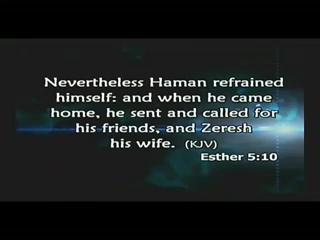 Nevertheless Haman refrained
himself: and when he came
home, he sent and called for
his friends, and Zeresh
his wife. (KJV)
Esther 5:10